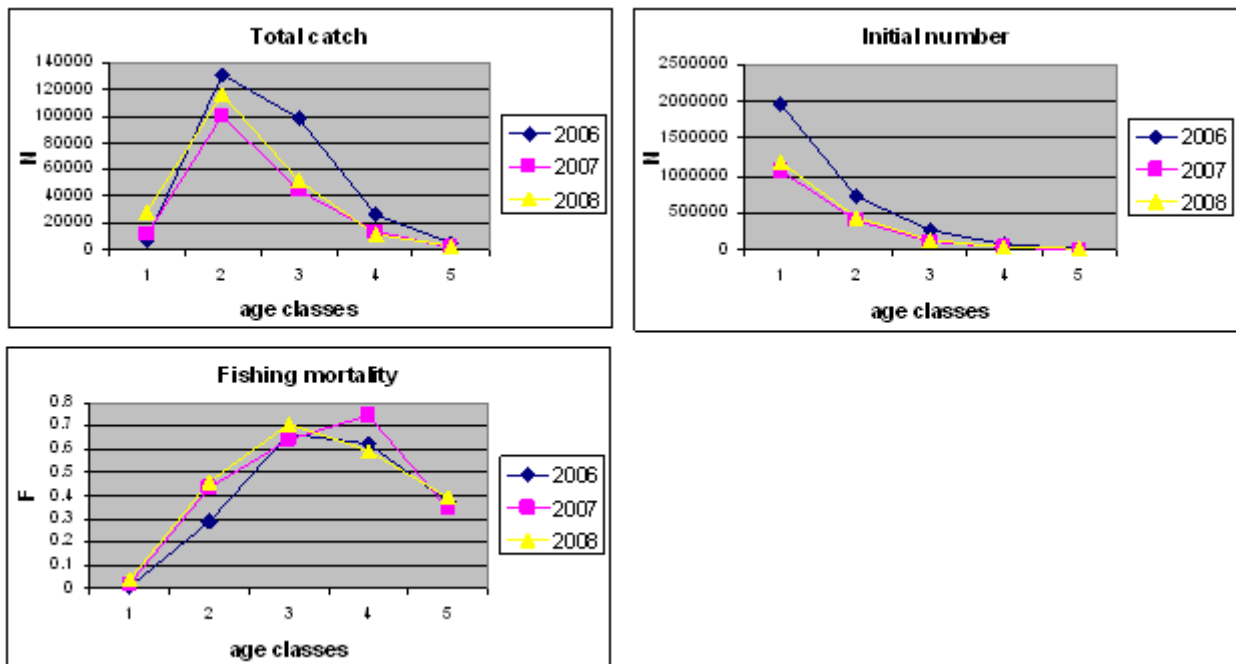 Total catch
N
140000
120000
100000
80000
60000
40000
20000
0
1 2 3 4 5
age classes
2006
2007
2008
Initial number
N
2500000
2000000
1500000
1000000
500000
0
1 2 3 4 5
age classes
2006
2007
2008
Fishing mortality
F
0.8
0.7
0.6
0.5
0.4
0.3
0.2
0.1
0
1 2 3 4 5
age classes
2006
2007
2008